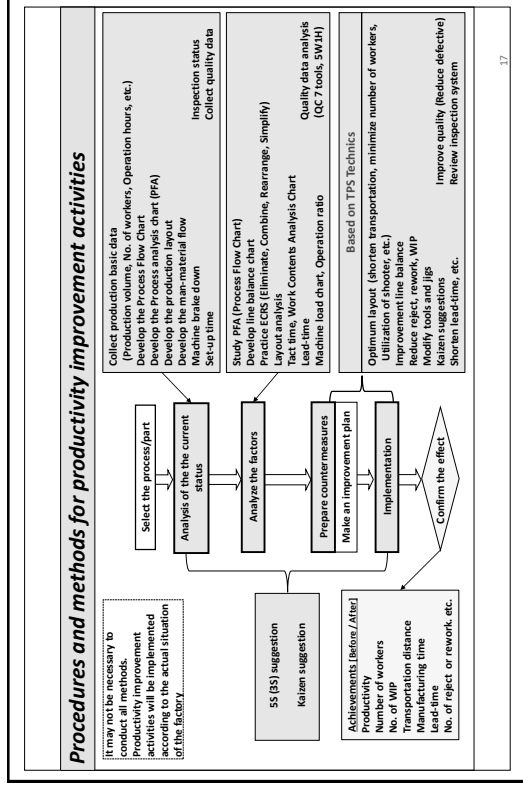 Procedures and methods for productivity improvement activities
It may not be necessary to
conduct all methods.
Productivity improvement
activities will be implemented
according to the actual situation
of the factory
Select the process/part
Analysis of the the current
status
Analyze the factors
Prepare countermeasures
Make an improvement plan
Implementation
Confirm the effect
5S (3S) suggestion
Kaizen suggestion
Achievements [Before / After]
Productivity
Number of workers
No. of WIP
Transportation distance
Manufacturing time
Lead-time
No. of reject or rework. etc.
Collect production basic data
(Production volume, No. of workers, Operation hours, etc.)
Develop the Process Flow Chart
Develop the Process analysis chart (PFA)
Develop the production layout
Develop the man-material flow
Machine brake down
Set-up time
Inspection status
Collect quality data
Study PFA (Process Flow Chart)
Develop line balance chart
Practice ECRS (Eliminate, Combine, Rearrange, Simplify)
Layout analysis
Tact time, Work Contents Analysis Chart
Lead-time
Machine load chart, Operation ratio
Quality data analysis
(QC 7 tools, 5W1H)
Based on TPS Technics
Optimum layout (shorten transportation, minimize number of workers,
Utilization of shooter, etc.)
Improvement line balance
Reduce reject, rework, WIP
Modify tools and jigs
Kaizen suggestions
Shorten lead-time, etc.
Improve quality (Reduce defective)
Review inspection system
17